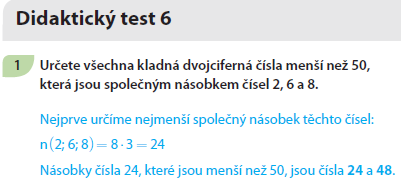 Didaktický test 6
1 Určete všechna kladná dvojciferná čísla menší než 50,
která jsou společným násobkem čísel 2, 6 a 8.
Nejprve určíme nejmenší společný násobek těchto čísel:
n(2; 6; 8) = 8 · 3 = 24
Násobky čísla 24, které jsou menší než 50, jsou čísla 24 a 48.